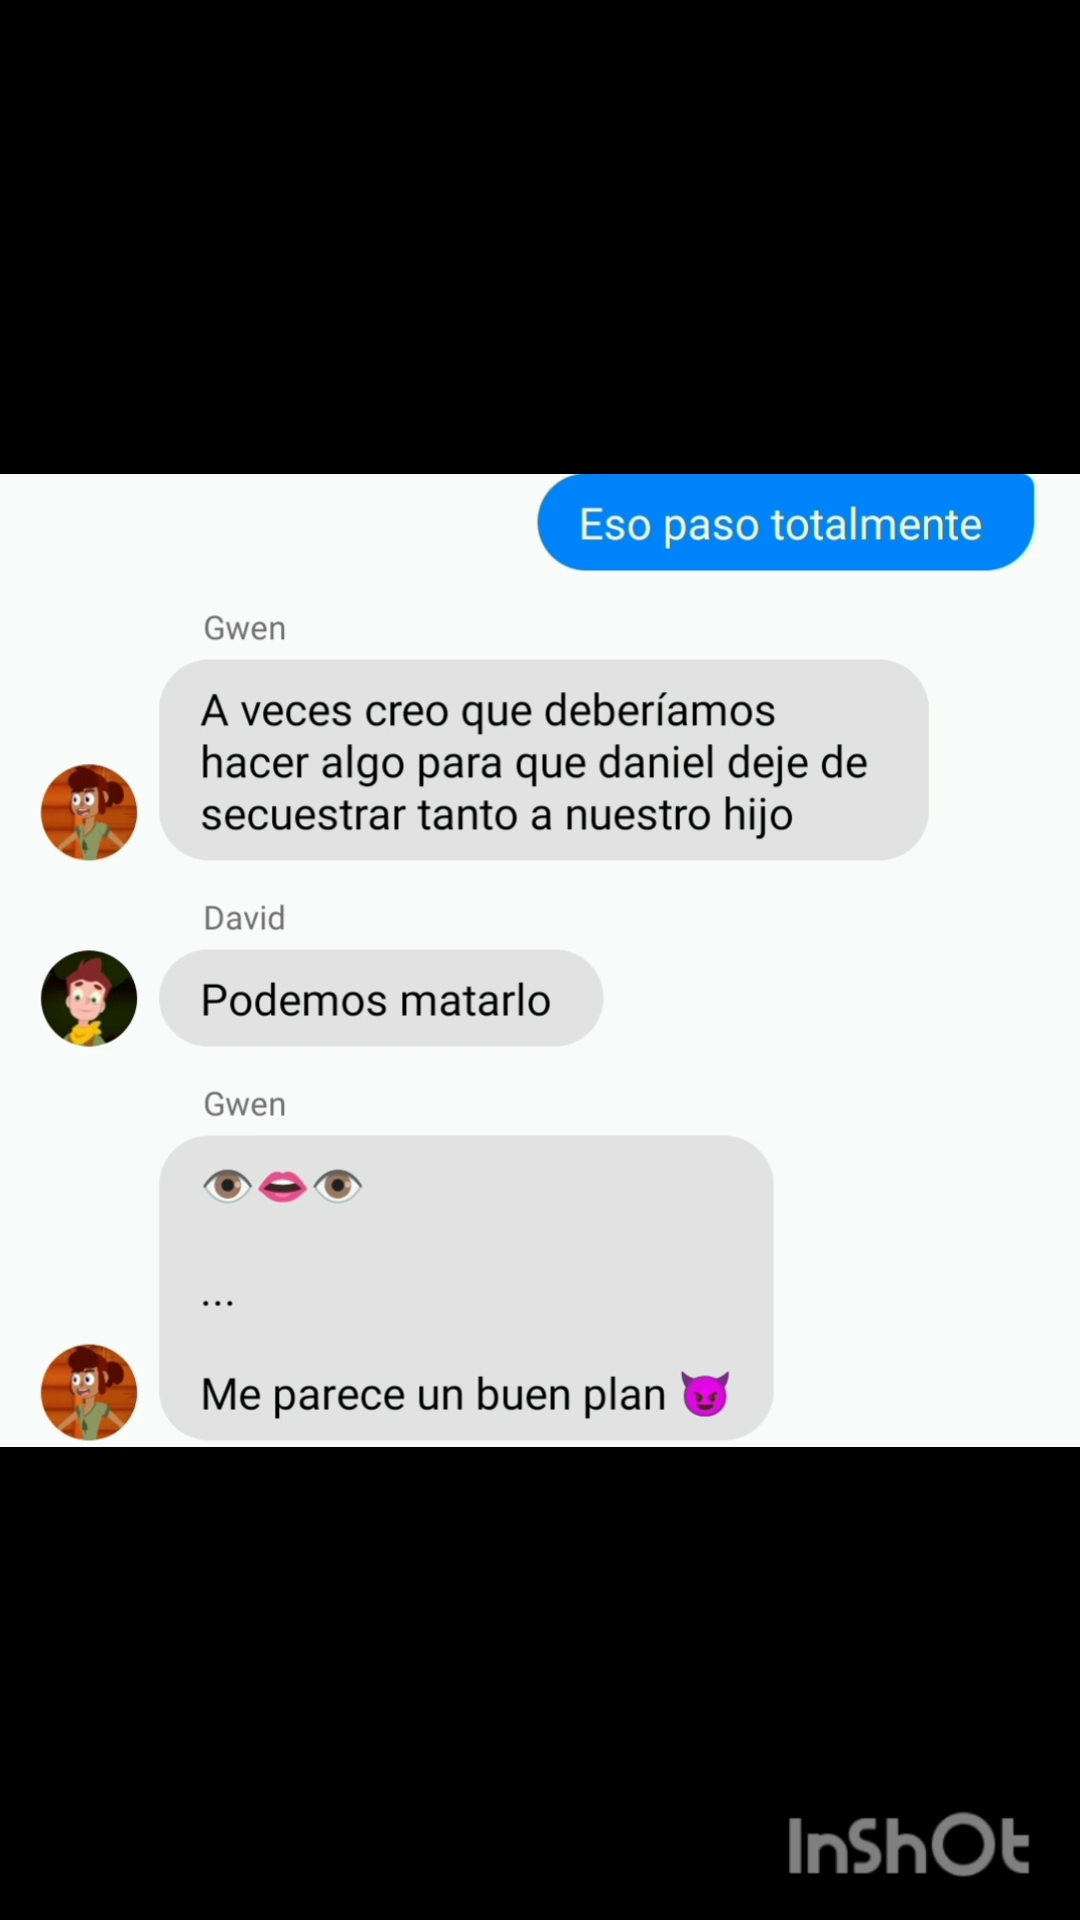 Eso paso totalmente
Gwen
A veces creo que deberíamos
hacer algo para que daniel deje de
secuestrar tanto a nuestro hijo
David
Podemos matarlo
Gwen
👁️👄👁️
...
Me parece un buen plan 😈
InShOt